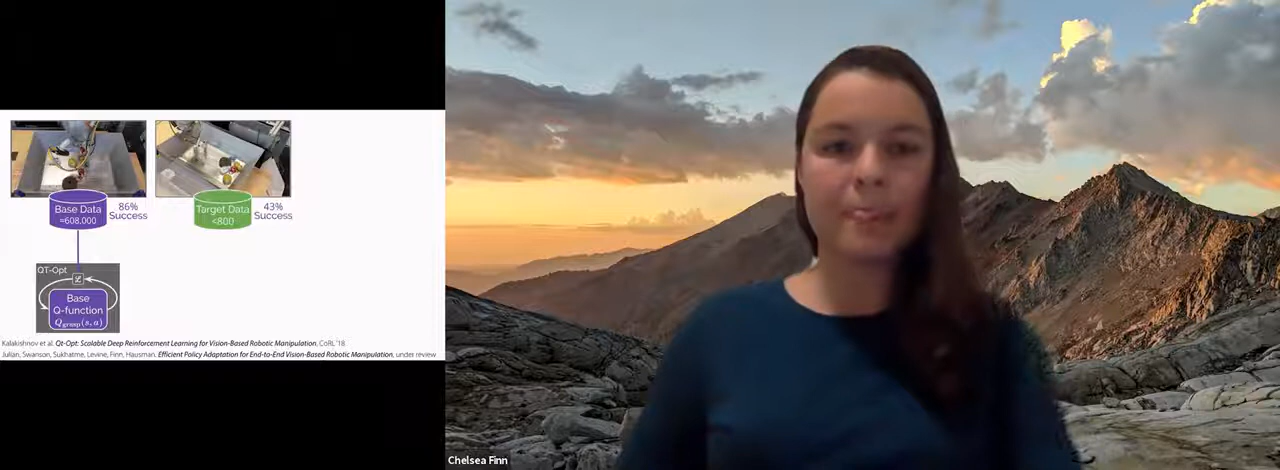 Base Data
≈608,000
86%
Success
Target Data
<800
43%
Success
QT-Opt
Base
Q-function
Qgrasp(s, a)
Kalakishnov et al. Qt-Opt: Scalable Deep Reinforcement Learning for Vision-Based Robotic Manipulation, CoRL '18
Julian, Swanson, Sukhatme, Levine, Finn, Hausman. Efficient Policy Adaptation for End-to-End Vision-Based Robotic Manipulation, under review
Chelsea Finn